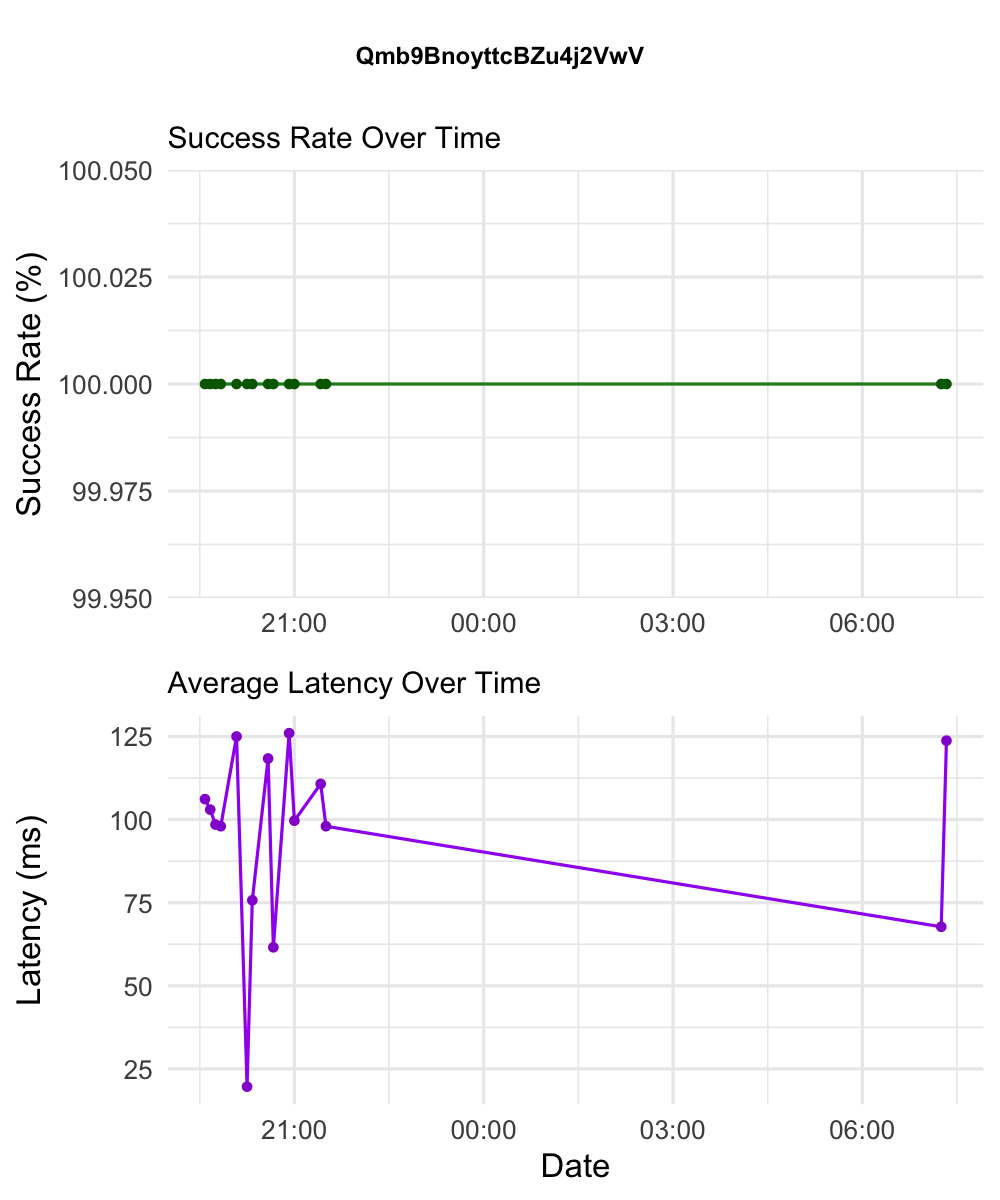 Qmb9BnoyttcBZu4j2VwV
Success Rate Over Time
Success Rate (%)
100.050
100.025
100.000
99.975
99.950
21:00 00:00 03:00 06:00
Average Latency Over Time
Latency (ms)
125
100
75
50
25
21:00 00:00 03:00 06:00
Date